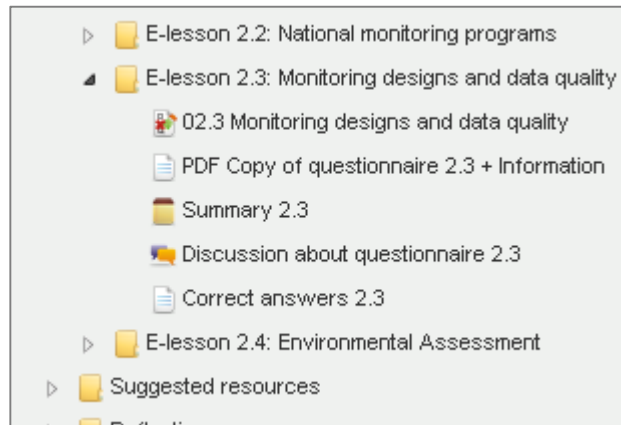 E-lesson 2.2: National monitoring programs
E-lesson 2.3: Monitoring designs and data quality
02.3 Monitoring designs and data quality
PDF Copy of questionnaire 2.3 + Information
Summary 2.3
Discussion about questionnaire 2.3
Correct answers 2.3
E-lesson 2.4: Environmental Assessment
Suggested resources